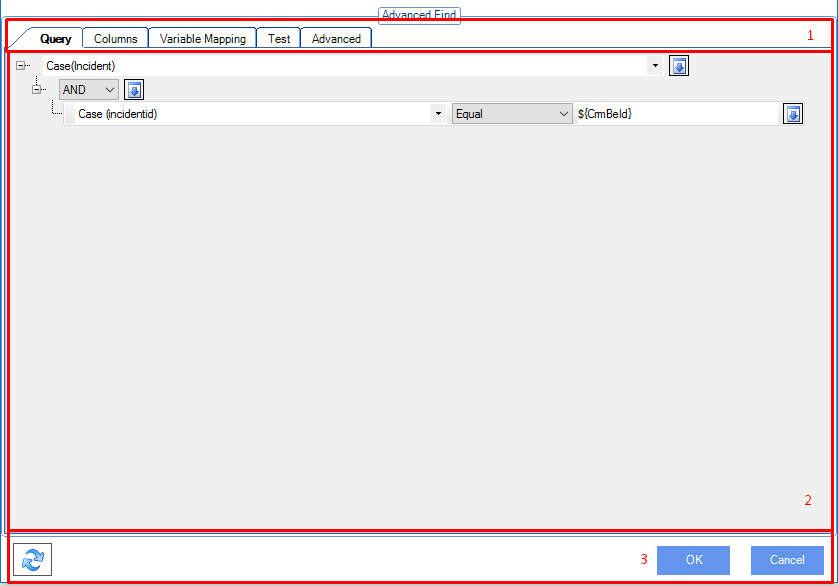 Advanced Find
Query Columns Variable Mapping Test Advanced 1
Case(Incident)
AND
Case (incidentid) Equal ${CrmBeId}
2
3 OK Cancel